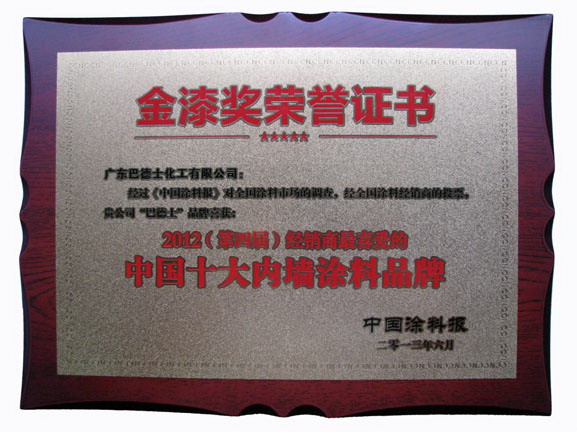 金漆奖荣誉证书
广东巴德士化工有限公司：
经过《中国涂料报》对全国涂料市场的调查，经全国涂料经销商的投票，
贵公司“巴德士”品牌喜获：
2012（第四届）经销商最喜爱的
中国十大内墙涂料品牌
中国涂料报
二零一三年六月